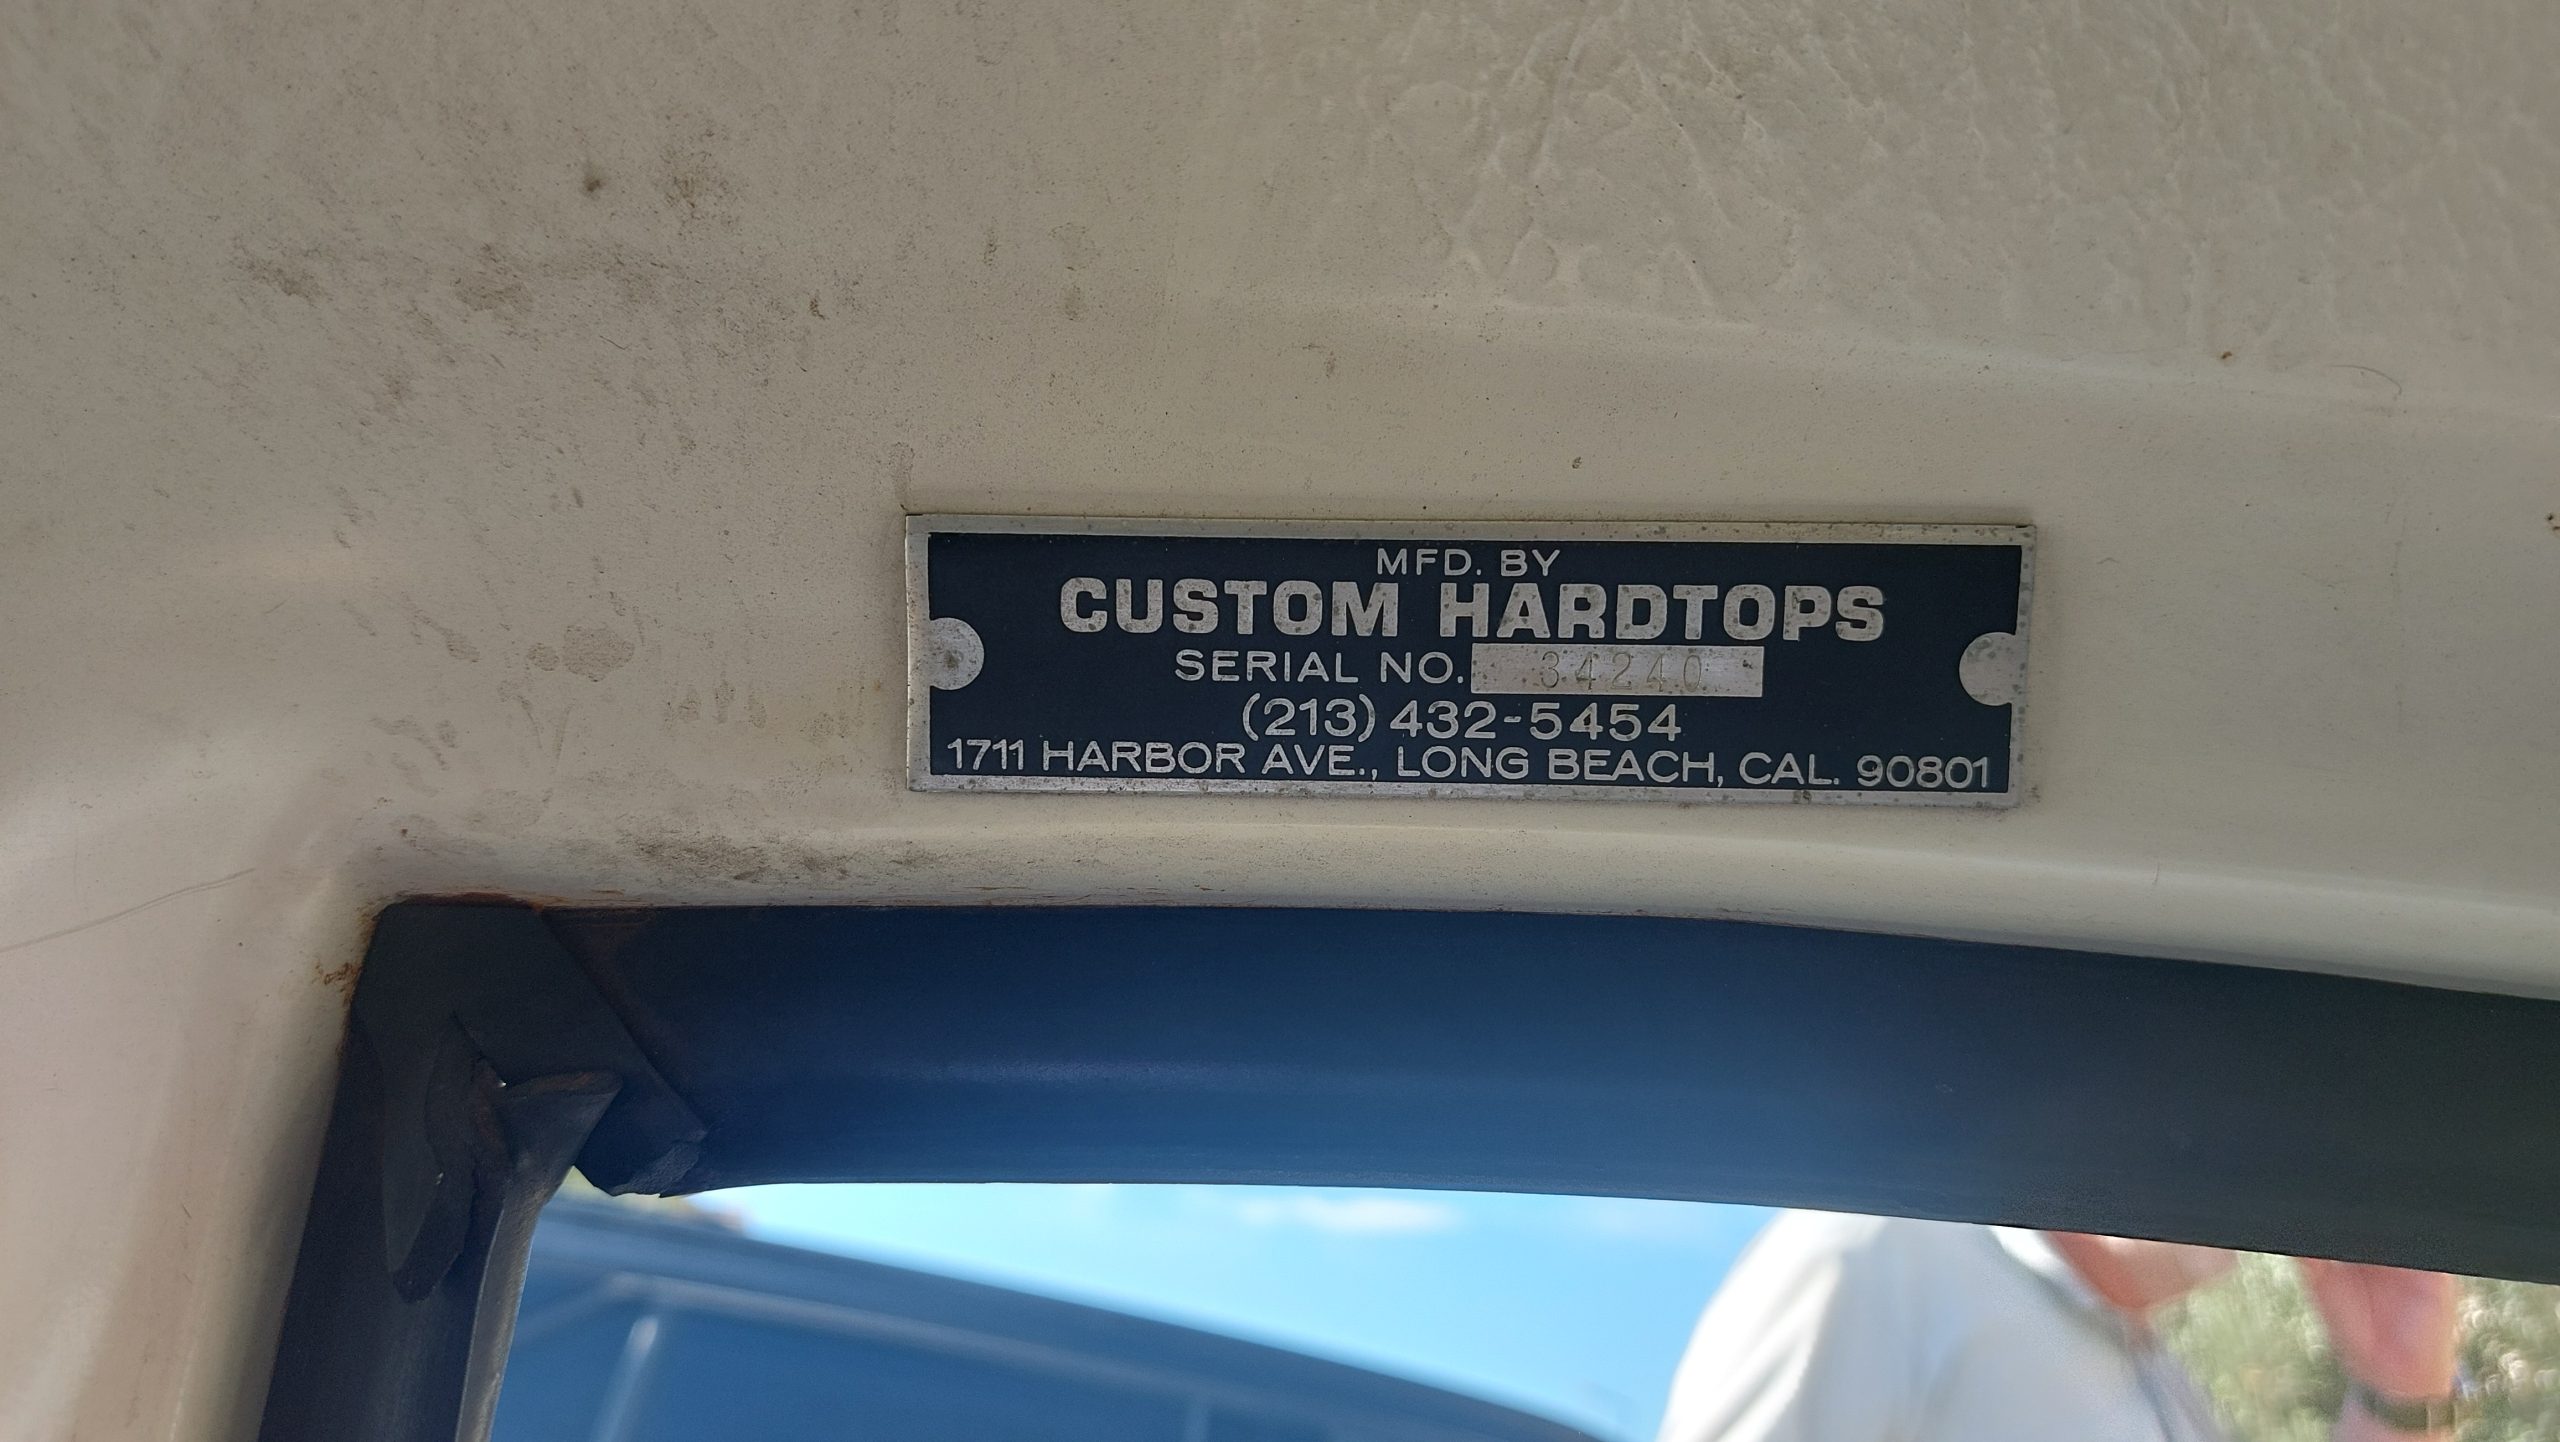 MFD. BY
CUSTOM HARDTOPS
SERIAL NO. 34240
(213) 432-5454
1711 HARBOR AVE., LONG BEACH, CAL. 90801